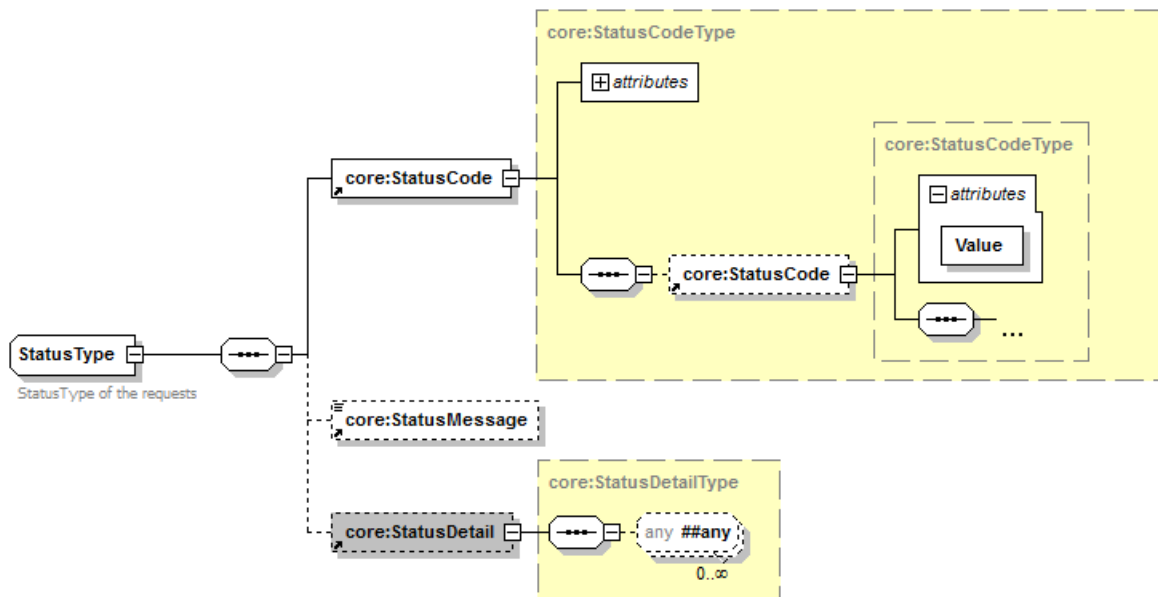 core:StatusCodeType
attributes
core:StatusCodeType
core:StatusCode
attributes
Value
core:StatusCode
...
StatusType
StatusType of the requests
core:StatusMessage
core:StatusDetailType
core:StatusDetail
any ##any
0..∞